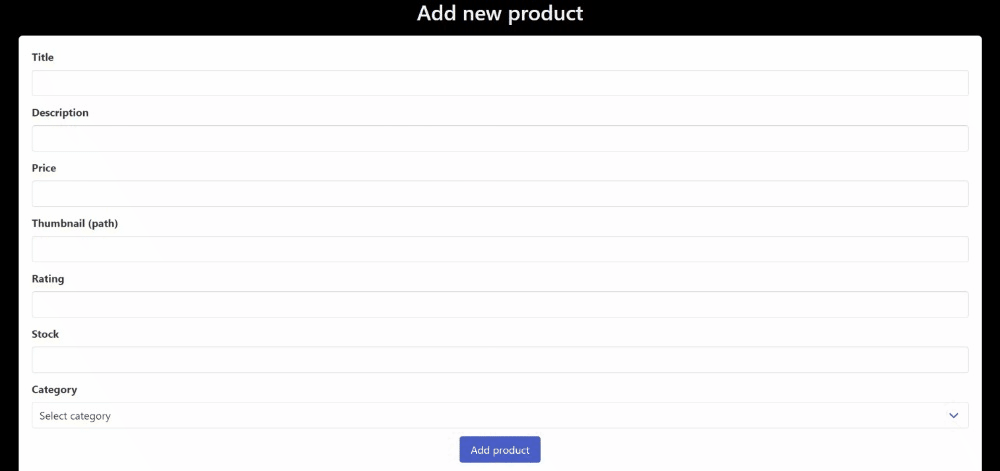 Add new product
Title
Description
Price
Thumbnail (path)
Rating
Stock
Category
Select category
Add product